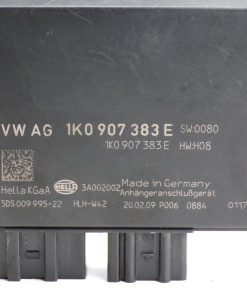 VW AG 1K0 907 383 E SW:0080
1K0 907 383 E HW:H08
Hella KGaA HELLA 3A002002 Made in Germany
Anhängeranschlußgerät
5DS 009 995-22 HLH-W42 20.02.09 P006 0884 0117